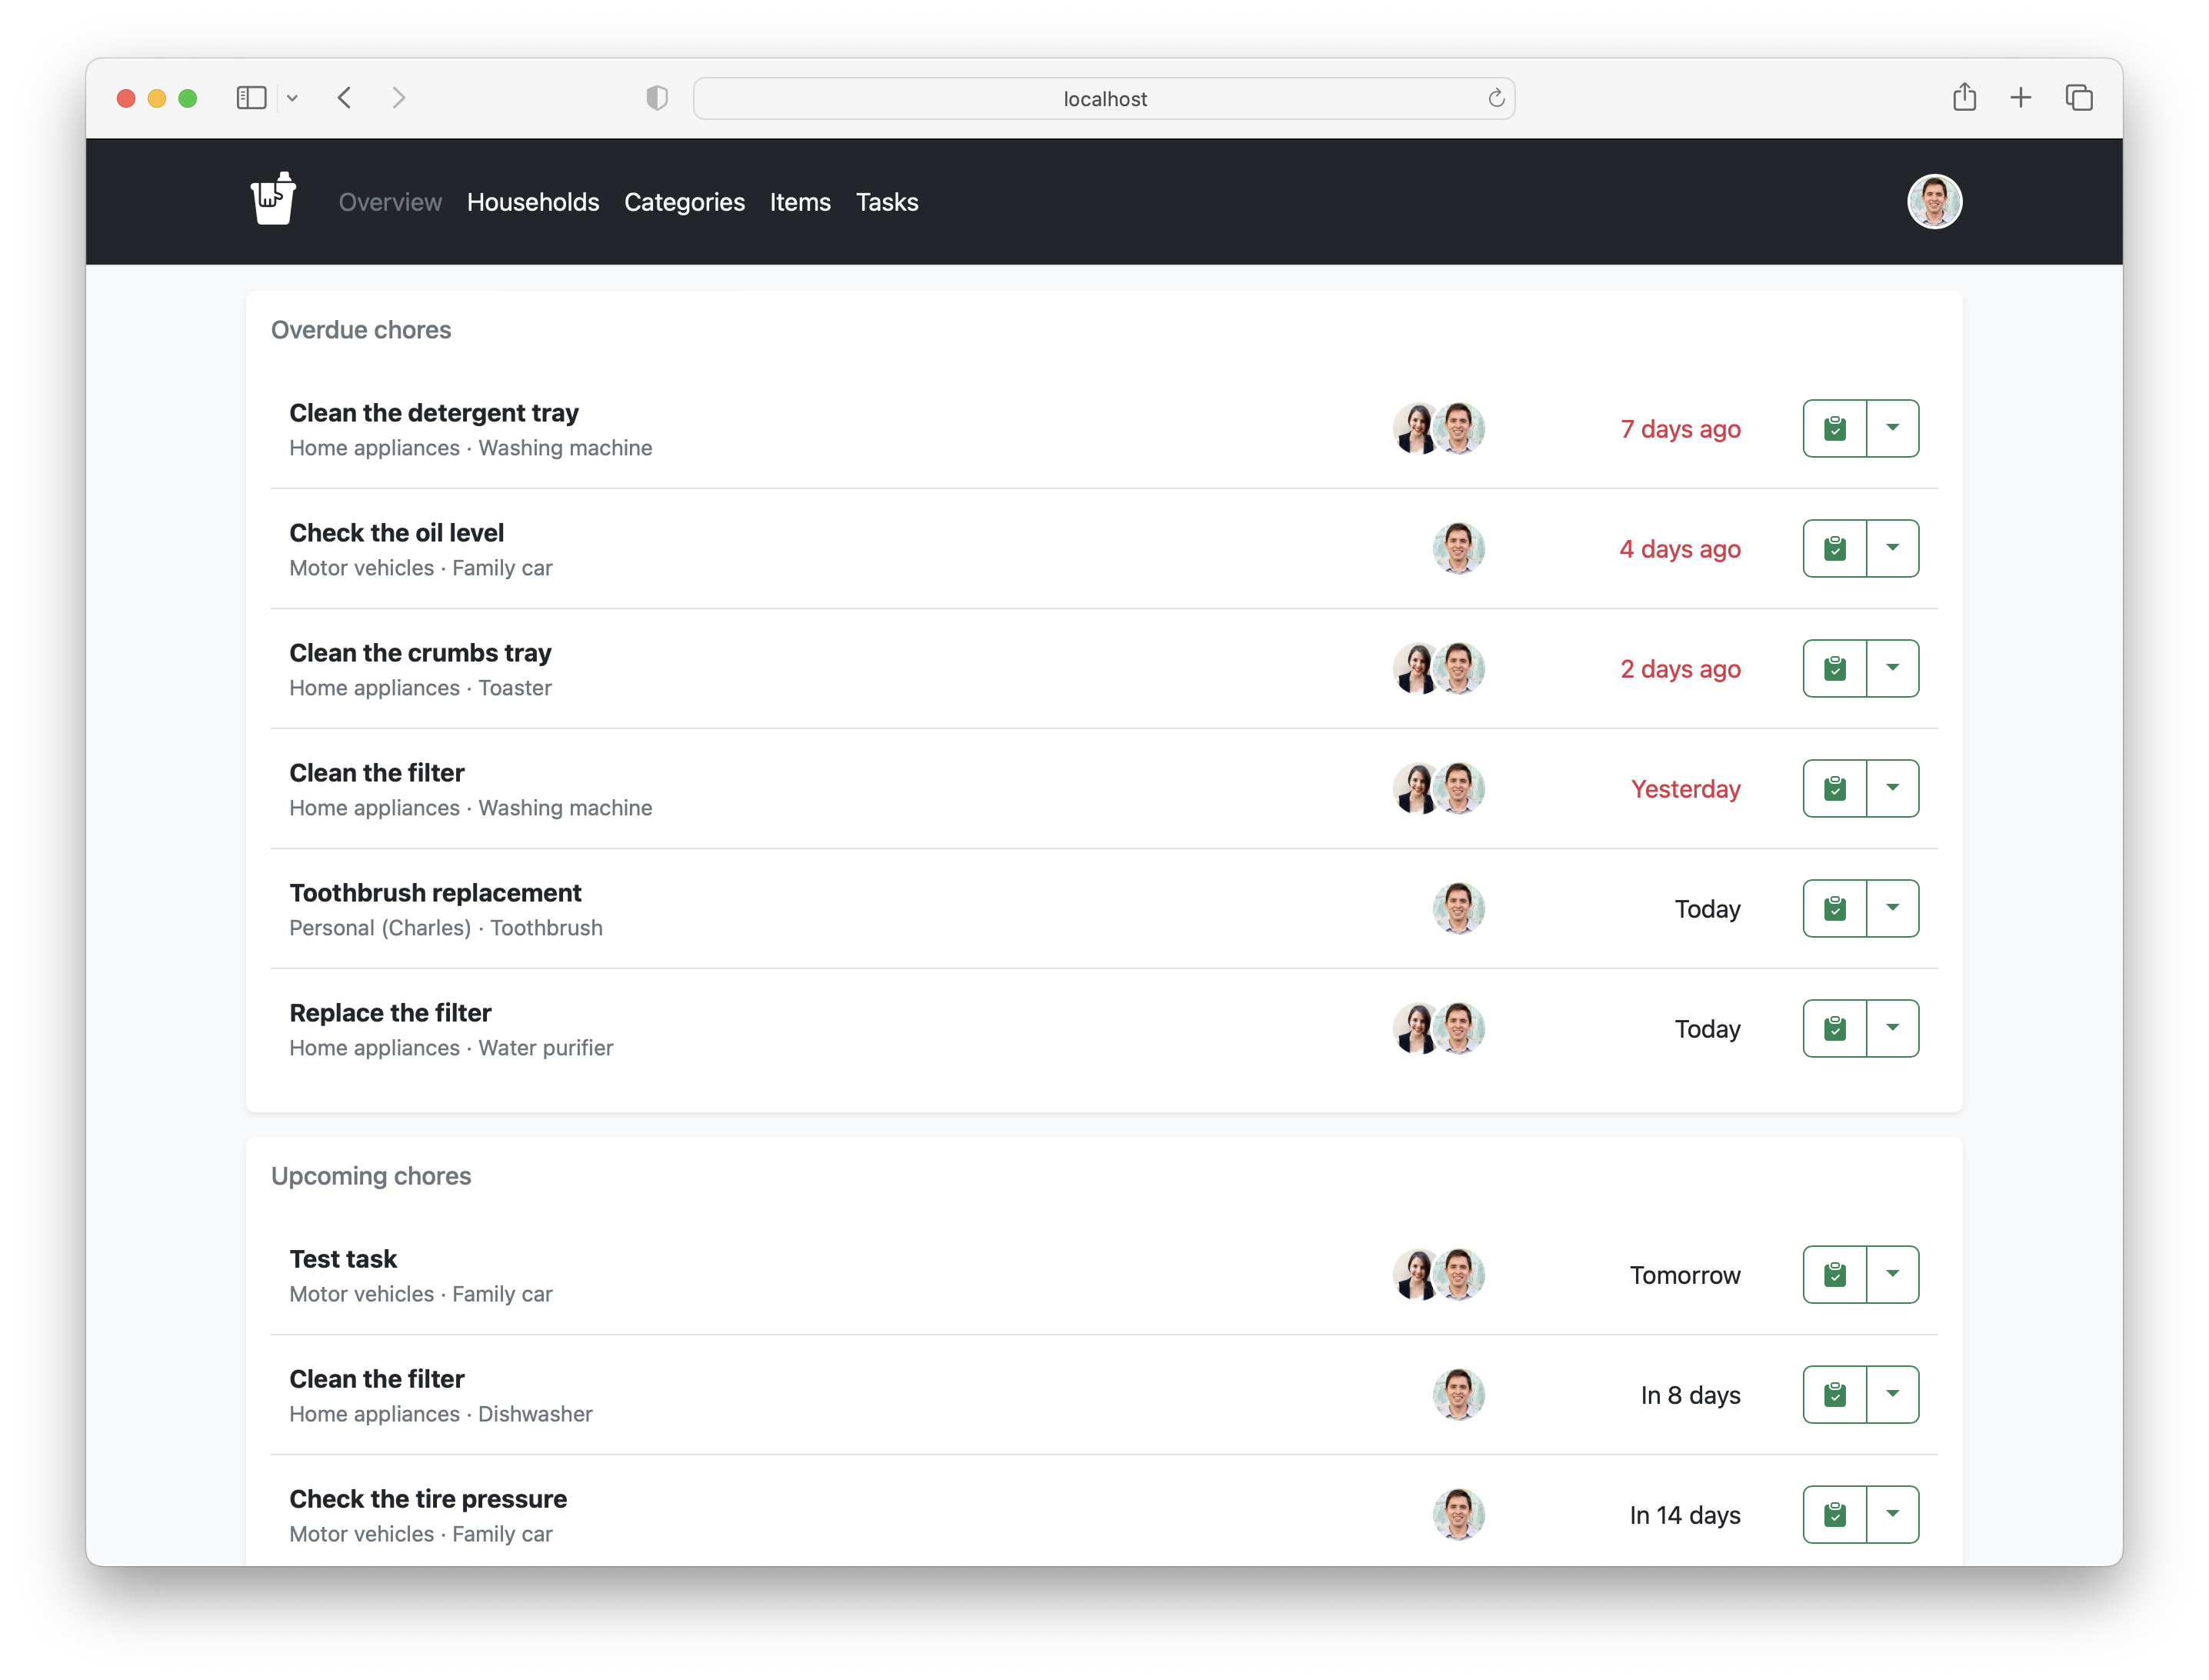 localhost
Overview Households Categories Items Tasks
Overdue chores
Clean the detergent tray
Home appliances · Washing machine
7 days ago
Check the oil level
Motor vehicles · Family car
4 days ago
Clean the crumbs tray
Home appliances · Toaster
2 days ago
Clean the filter
Home appliances · Washing machine
Yesterday
Toothbrush replacement
Personal (Charles) · Toothbrush
Today
Replace the filter
Home appliances · Water purifier
Today
Upcoming chores
Test task
Motor vehicles · Family car
Tomorrow
Clean the filter
Home appliances · Dishwasher
In 8 days
Check the tire pressure
Motor vehicles · Family car
In 14 days